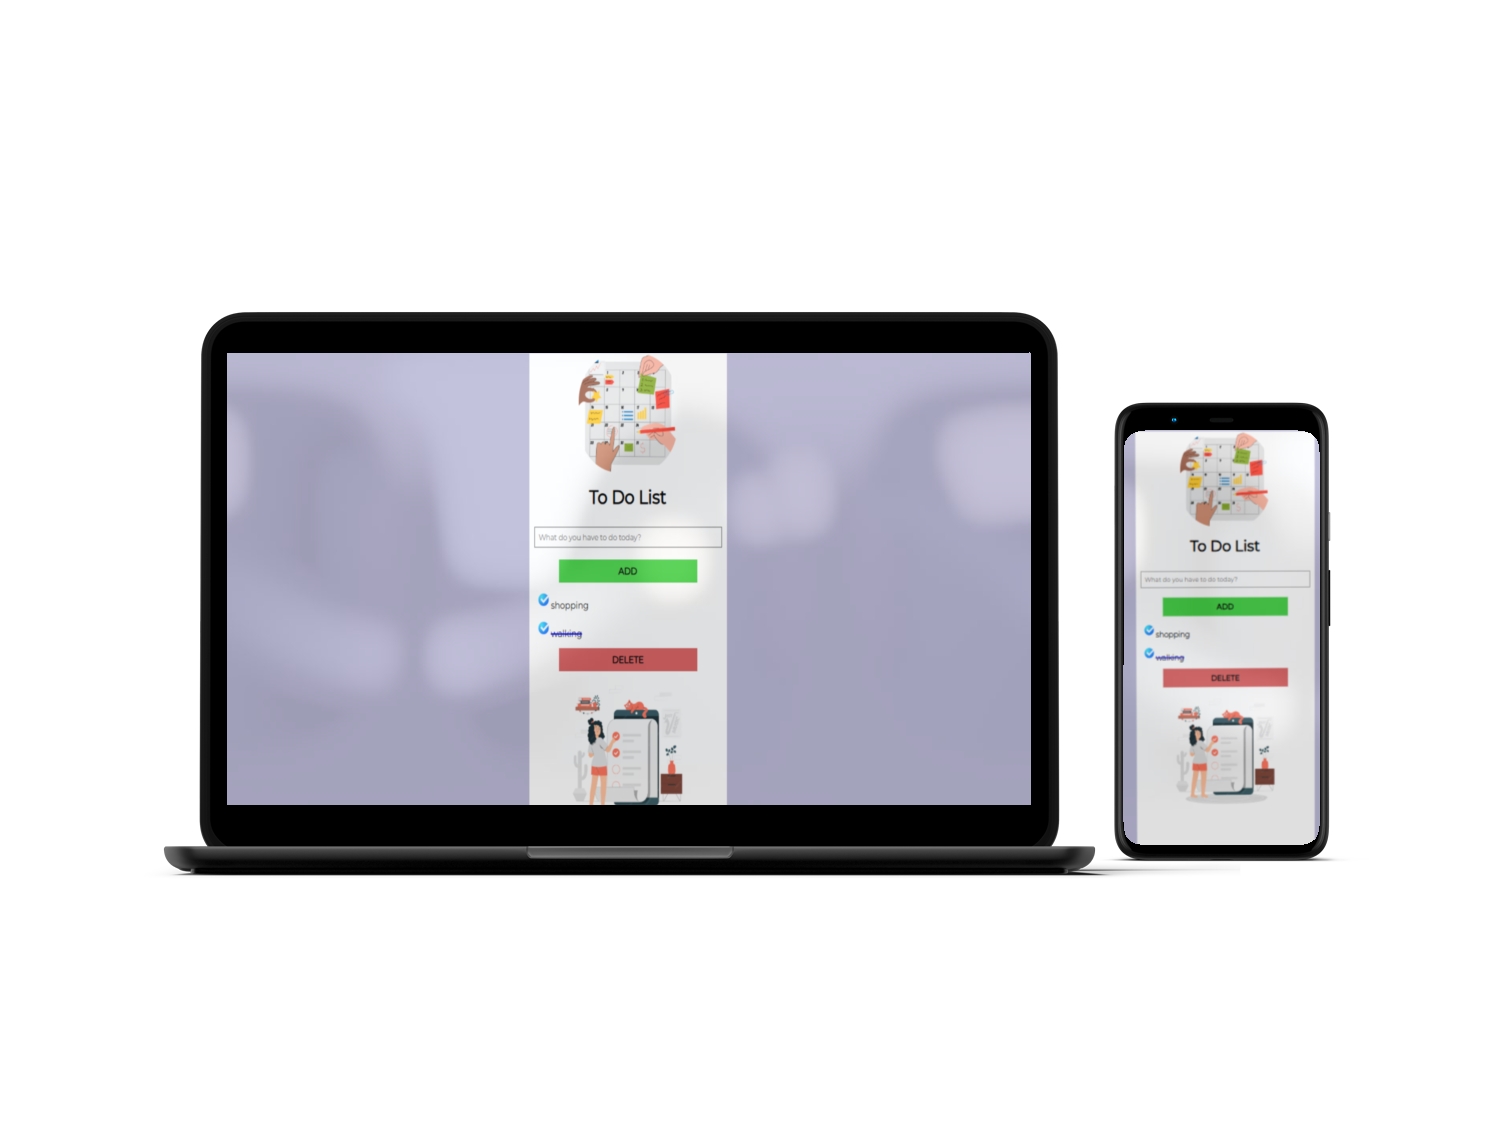 To Do List
What do you have to do today?
ADD
shopping
walking
DELETE
To Do List
What do you have to do today?
ADD
shopping
walking
DELETE